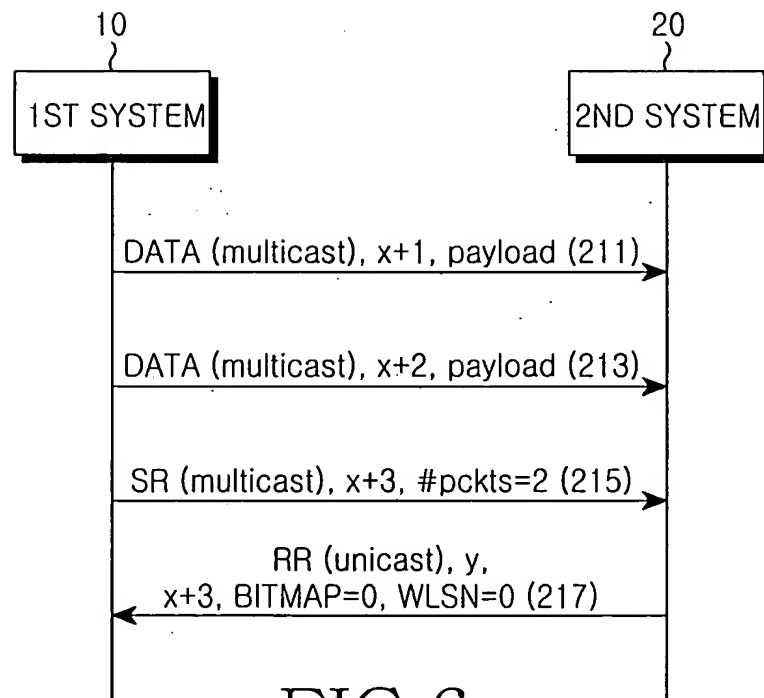 10 20
1ST SYSTEM 2ND SYSTEM
DATA (multicast), x+1, payload (211)
DATA (multicast), x+2, payload (213)
SR (multicast), x+3, #pckts=2 (215)
RR (unicast), y,
x+3, BITMAP=0, WLSN=0 (217)